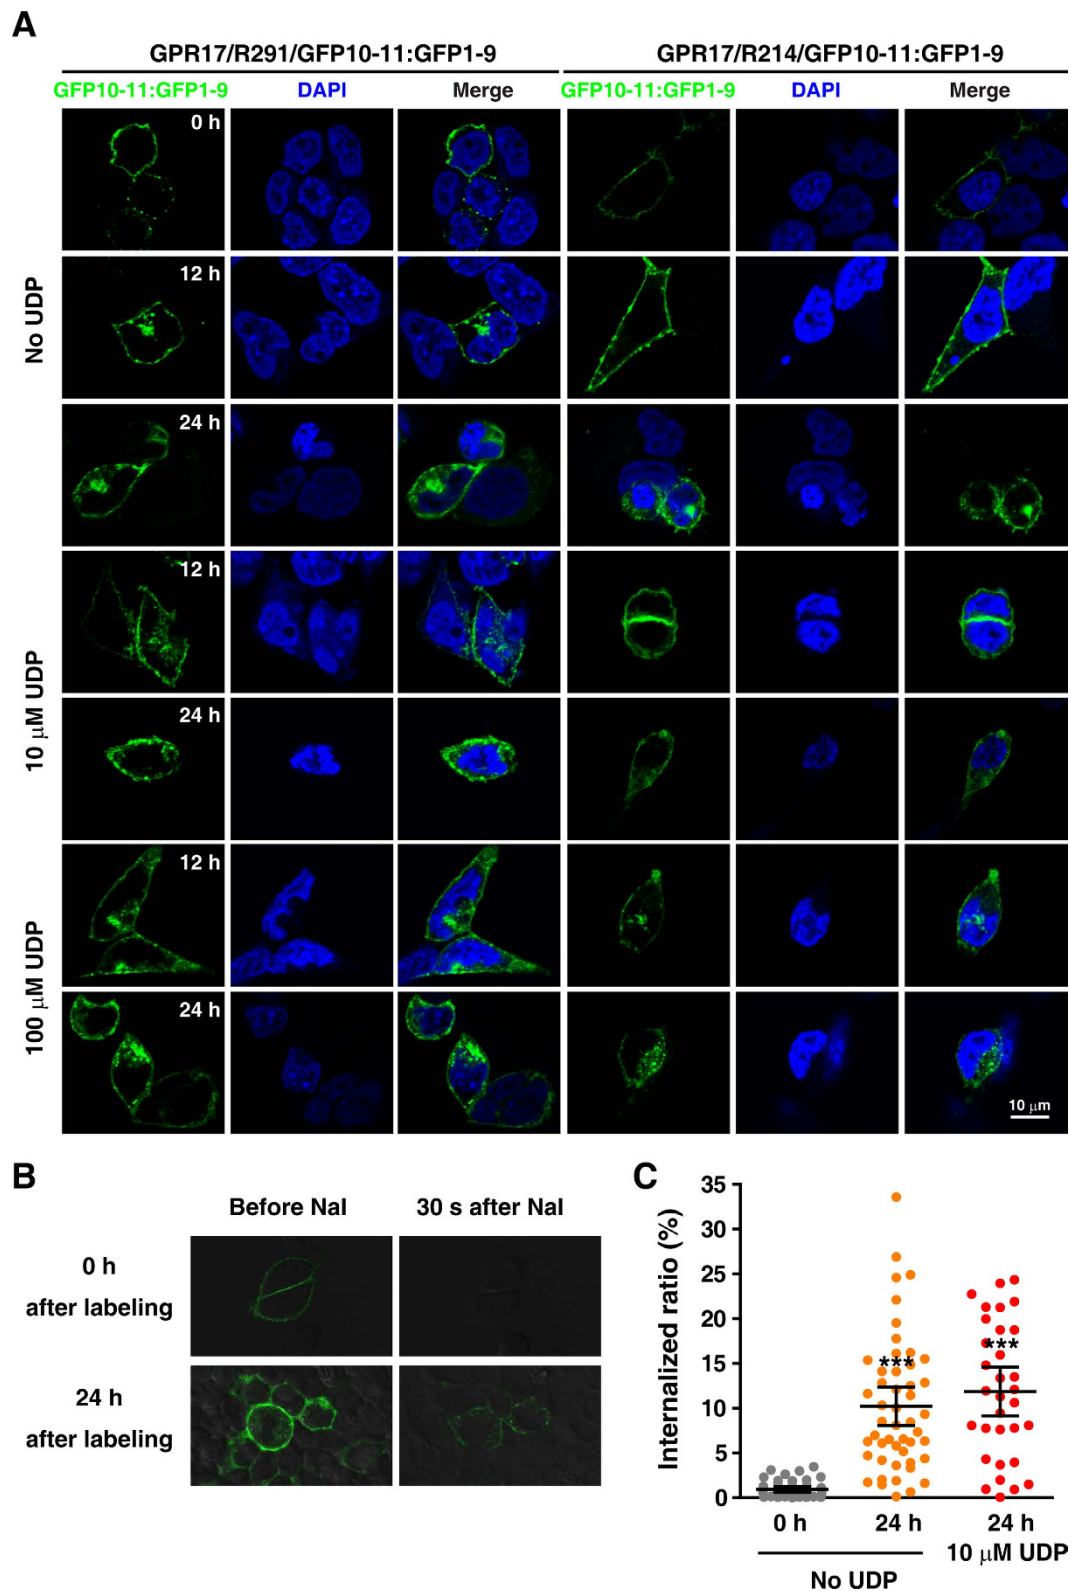 A
GPR17/R291/GFP10-11:GFP1-9 GPR17/R214/GFP10-11:GFP1-9
GFP10-11:GFP1-9 DAPI Merge GFP10-11:GFP1-9 DAPI Merge
No UDP
0 h
12 h
24 h
10 μM UDP
12 h
24 h
100 μM UDP
12 h
24 h
10 μm
B
Before NaI 30 s after NaI
0 h
after labeling
24 h
after labeling
C
Internalized ratio (%)
35
30
25
20
15
10
5
0
*** ***
0 h 24 h 24 h
10 μM UDP
No UDP